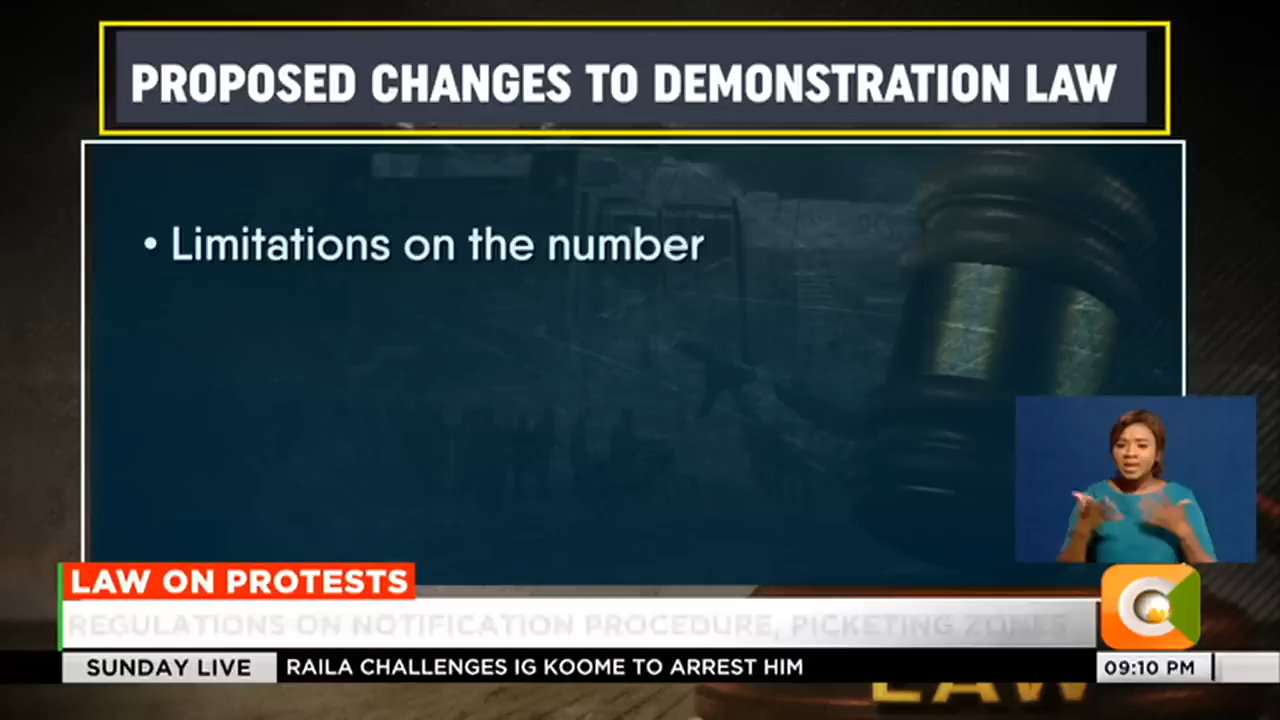 PROPOSED CHANGES TO DEMONSTRATION LAW
• Limitations on the number
LAW ON PROTESTS
REGULATIONS ON NOTIFICATION PROCEDURE, PICKETING ZONES
SUNDAY LIVE
RAILA CHALLENGES IG KOOME TO ARREST HIM
09:10 PM
LAW